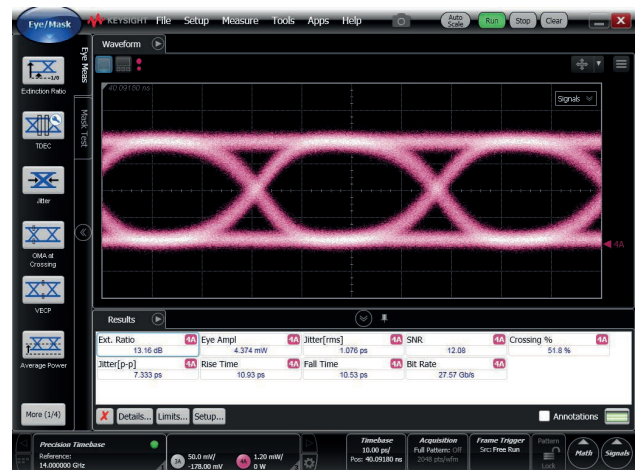 Eye/Mask
KEYSIGHT File Setup Measure Tools Apps Help
Auto Scale
Run
Stop
Clear
Waveform
Eye Meas
Mask Test
40.09180 ns
Signals
4A
Extinction Ratio
TDEC
Jitter
OMA at Crossing
VECP
Average Power
More (1/4)
Results
Ext. Ratio 4A Eye Ampl 4A Jitter[rms] 4A SNR 4A Crossing % 4A
13.16 dB 4.374 mW 1.076 ps 12.08 51.8 %
Jitter[p-p] 4A Rise Time 4A Fall Time 4A Bit Rate 4A
7.333 ps 10.93 ps 10.53 ps 27.57 Gb/s
Details... Limits... Setup...
Annotations
Precision Timebase
Reference:
14.000000 GHz
3A 50.0 mV/
-178.00 mV
4A 1.20 mW/
0 W
Timebase
10.00 ps/
Pos: 40.09180 ns
Acquisition
Full Pattern: Off
2048 pts/wfm
Frame Trigger
Src: Free Run
Pattern
Lock
Math
Signals